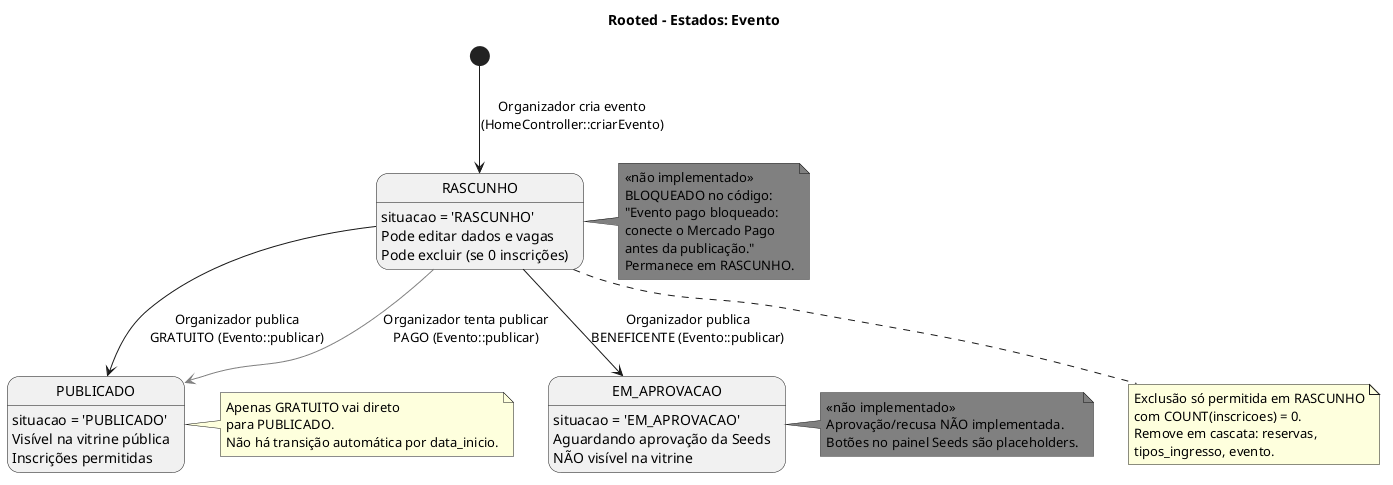 Rooted - Estados: Evento
Organizador cria evento
(HomeController::criarEvento)
RASCUNHO
situacao = 'RASCUNHO'
Pode editar dados e vagas
Pode excluir (se 0 inscrições)
«não implementado»
BLOQUEADO no código:
"Evento pago bloqueado:
conecte o Mercado Pago
antes da publicação."
Permanece em RASCUNHO.
Organizador publica
GRATUITO (Evento::publicar)
Organizador tenta publicar
PAGO (Evento::publicar)
Organizador publica
BENEFICENTE (Evento::publicar)
PUBLICADO
situacao = 'PUBLICADO'
Visível na vitrine pública
Inscrições permitidas
Apenas GRATUITO vai direto
para PUBLICADO.
Não há transição automática por data_inicio.
EM_APROVACAO
situacao = 'EM_APROVACAO'
Aguardando aprovação da Seeds
NÃO visível na vitrine
«não implementado»
Aprovação/recusa NÃO implementada.
Botões no painel Seeds são placeholders.
Exclusão só permitida em RASCUNHO
com COUNT(inscricoes) = 0.
Remove em cascata: reservas,
tipos_ingresso, evento.